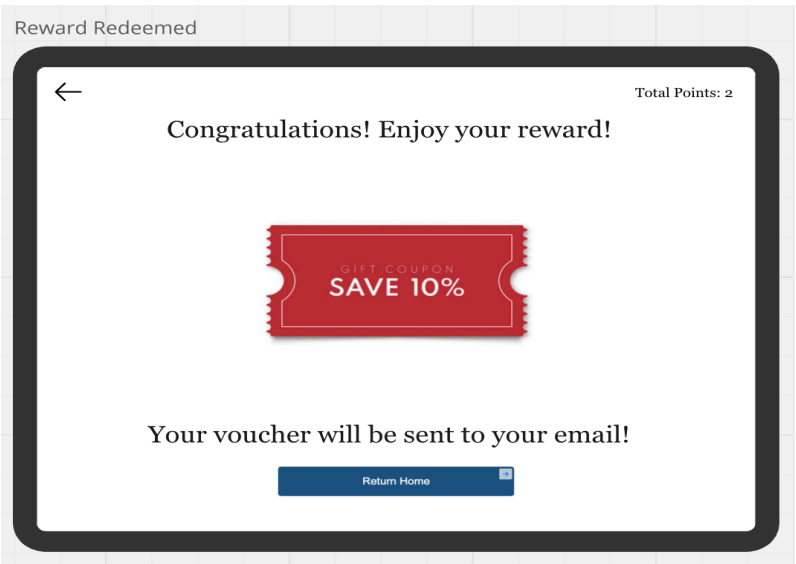 Reward Redeemed
Total Points: 2
Congratulations! Enjoy your reward!
GIFT COUPON
SAVE 10%
Your voucher will be sent to your email!
Return Home